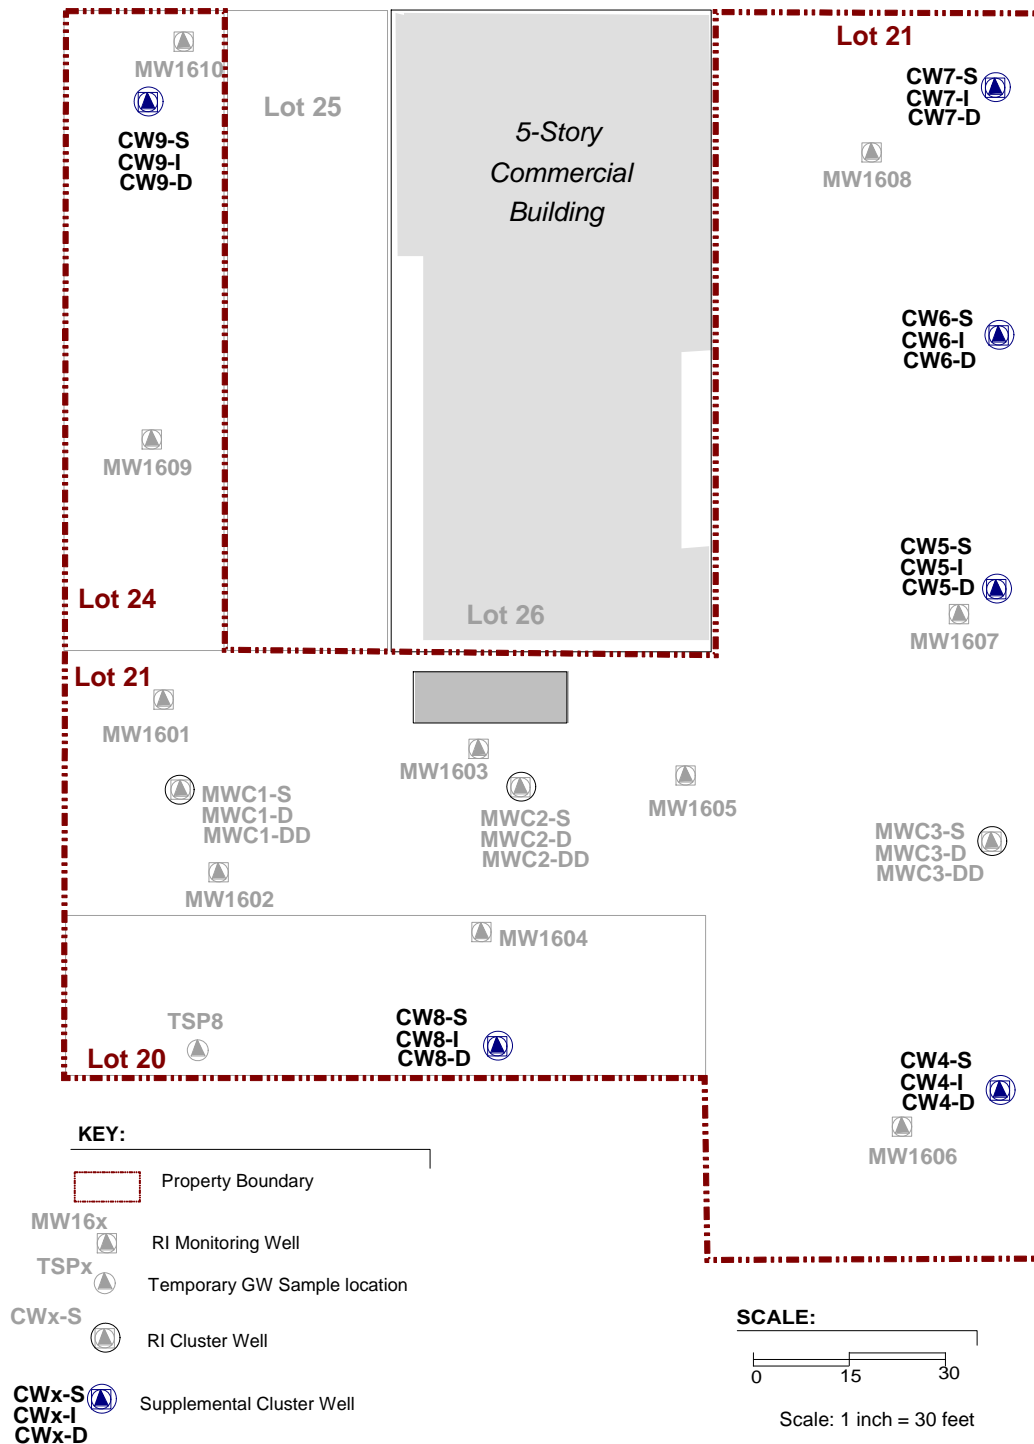 Lot 21
MW1610
CW7-S
CW7-I
CW7-D
Lot 25
5-Story
Commercial
Building
CW9-S
CW9-I
CW9-D
MW1608
CW6-S
CW6-I
CW6-D
MW1609
CW5-S
CW5-I
CW5-D
Lot 24
Lot 26
MW1607
Lot 21
MW1601
MW1603
MWC1-S
MWC1-D
MWC1-DD
MWC2-S
MWC2-D
MWC2-DD
MW1605
MWC3-S
MWC3-D
MWC3-DD
MW1602
MW1604
TSP8
CW8-S
CW8-I
CW8-D
Lot 20
CW4-S
CW4-I
CW4-D
MW1606
KEY:
Property Boundary
MW16x
RI Monitoring Well
TSPx
Temporary GW Sample location
CWx-S
RI Cluster Well
CWx-S
CWx-I
CWx-D
Supplemental Cluster Well
SCALE:
0 15 30
Scale: 1 inch = 30 feet